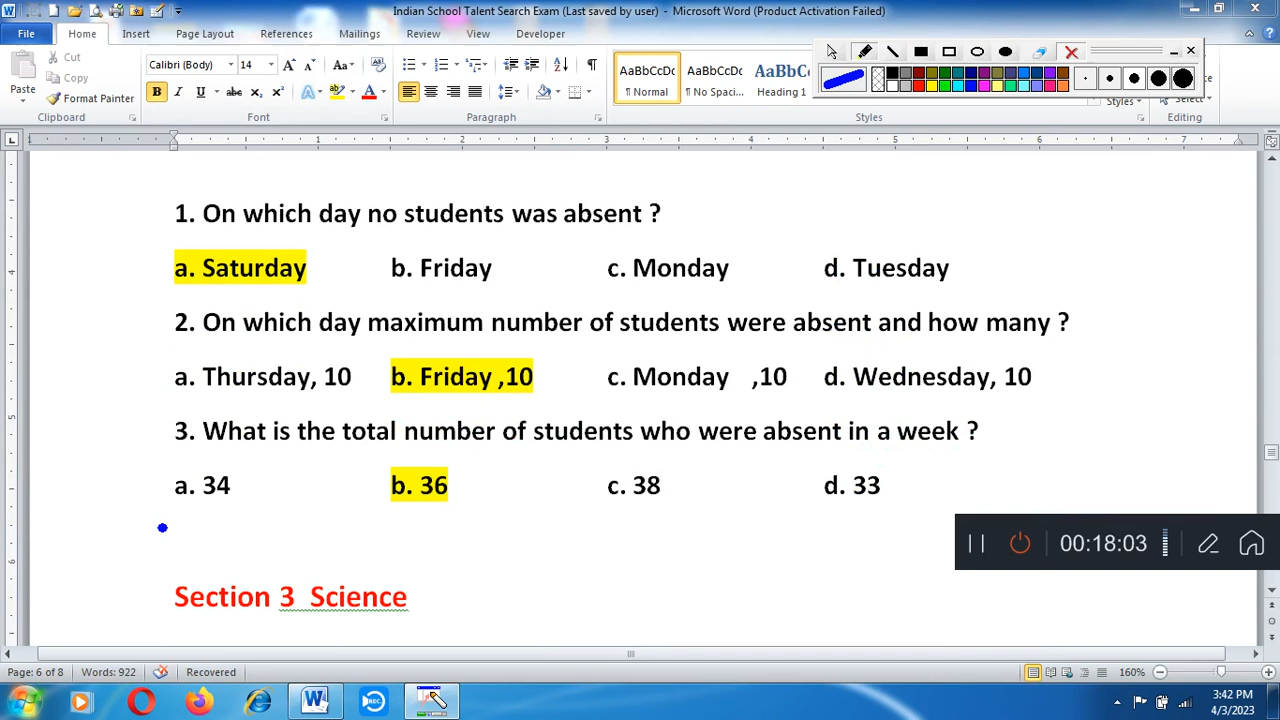 Indian School Talent Search Exam (Last saved by user) - Microsoft Word (Product Activation Failed)
File Home Insert Page Layout References Mailings Review View Developer
Cut
Copy
Paste
Format Painter
Clipboard
Calibri (Body) 14
Font
Paragraph
AaBbCcDc AaBbCcDc AaBbCc
¶ Normal ¶ No Spaci... Heading 1
Styles
Styles
Select
Editing
1. On which day no students was absent ?
a. Saturday b. Friday c. Monday d. Tuesday
2. On which day maximum number of students were absent and how many ?
a. Thursday, 10 b. Friday ,10 c. Monday ,10 d. Wednesday, 10
3. What is the total number of students who were absent in a week ?
a. 34 b. 36 c. 38 d. 33
00:18:03
Section 3 Science
Page: 6 of 8 Words: 922 Recovered 160%
REC
3:42 PM
4/3/2023